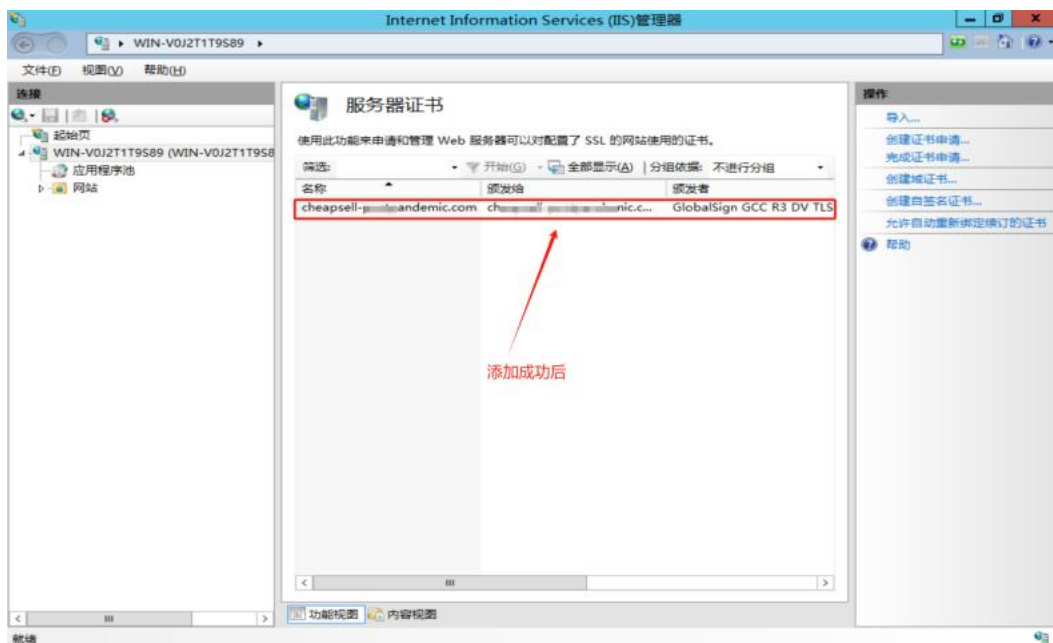 Internet Information Services (IIS)管理器
WIN-V0J2T1T9S89
文件(F) 视图(V) 帮助(H)
连接
起始页
WIN-V0J2T1T9S89 (WIN-V0J2T1T9S8
应用程序池
网站
服务器证书
使用此功能来申请和管理 Web 服务器可以对配置了 SSL 的网站使用的证书。
筛选: 开始(G) 全部显示(A) 分组依据: 不进行分组
名称 颁发给 颁发者
cheapsell- andemic.com GlobalSign GCC R3 DV TLS
添加成功后
功能视图 内容视图
操作
导入...
创建证书申请...
完成证书申请...
创建域证书...
创建自签名证书...
允许自动重新绑定续订的证书
帮助
就绪